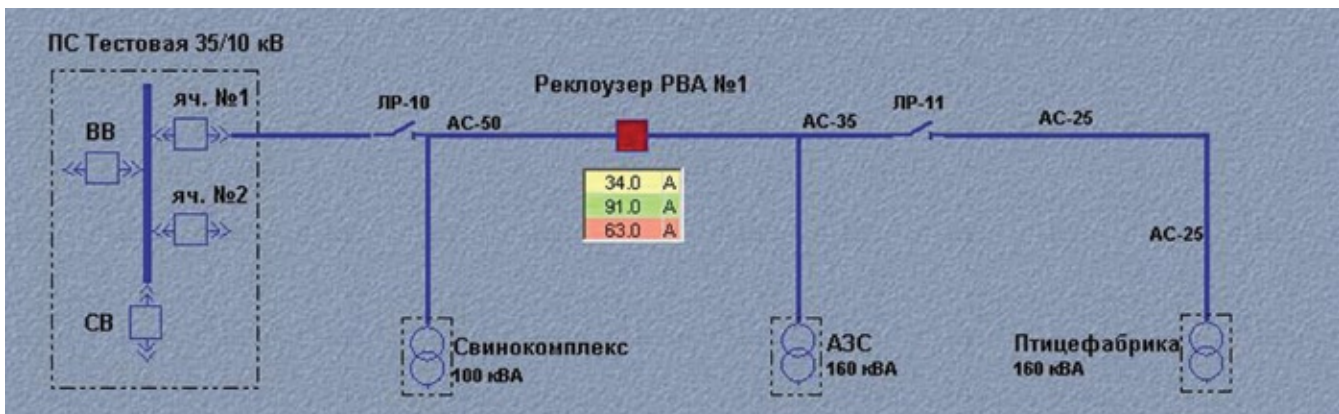 ПС Тестовая 35/10 кВ
яч. №1
ВВ
яч. №2
СВ
ЛР-10
АС-50
Реклоузер РВА №1
34.0 А
91.0 А
63.0 А
АС-35
ЛР-11
АС-25
АС-25
Свинокомплекс
100 кВА
АЗС
160 кВА
Птицефабрика
160 кВА